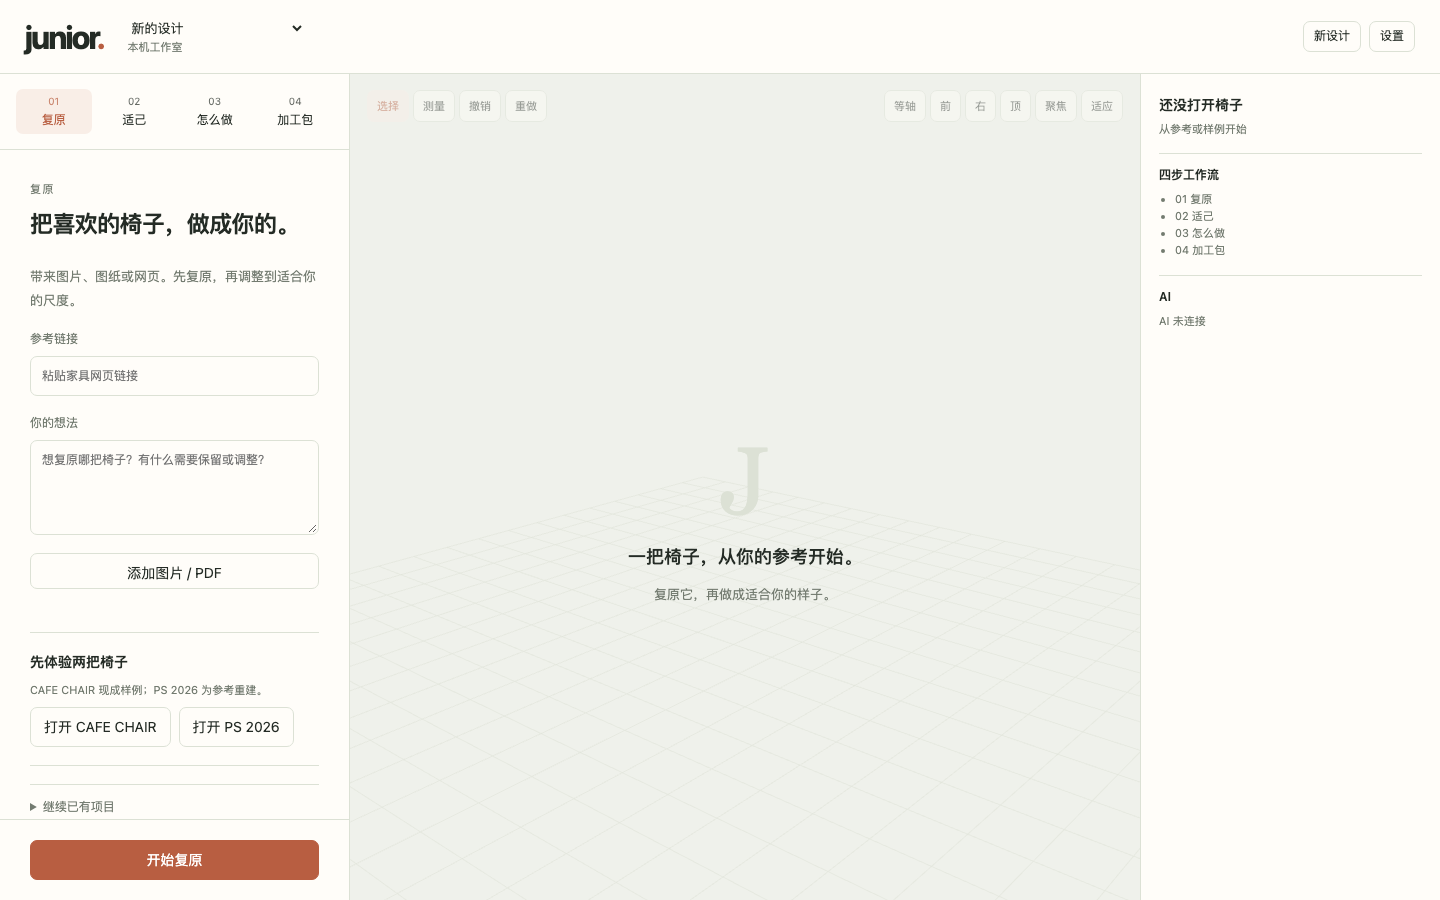 junior.
新的设计
本机工作室
新设计
设置
01
复原
02
适己
03
怎么做
04
加工包
复原
把喜欢的椅子，做成你的。
带来图片、图纸或网页。先复原，再调整到适合你
的尺度。
参考链接
粘贴家具网页链接
你的想法
想复原哪把椅子？有什么需要保留或调整？
添加图片 / PDF
先体验两把椅子
CAFE CHAIR 现成样例；PS 2026 为参考重建。
打开 CAFE CHAIR
打开 PS 2026
继续已有项目
开始复原
选择
测量
撤销
重做
等轴
前
右
顶
聚焦
适应
J
一把椅子，从你的参考开始。
复原它，再做成适合你的样子。
还没打开椅子
从参考或样例开始
四步工作流
01 复原
02 适己
03 怎么做
04 加工包
AI
AI 未连接